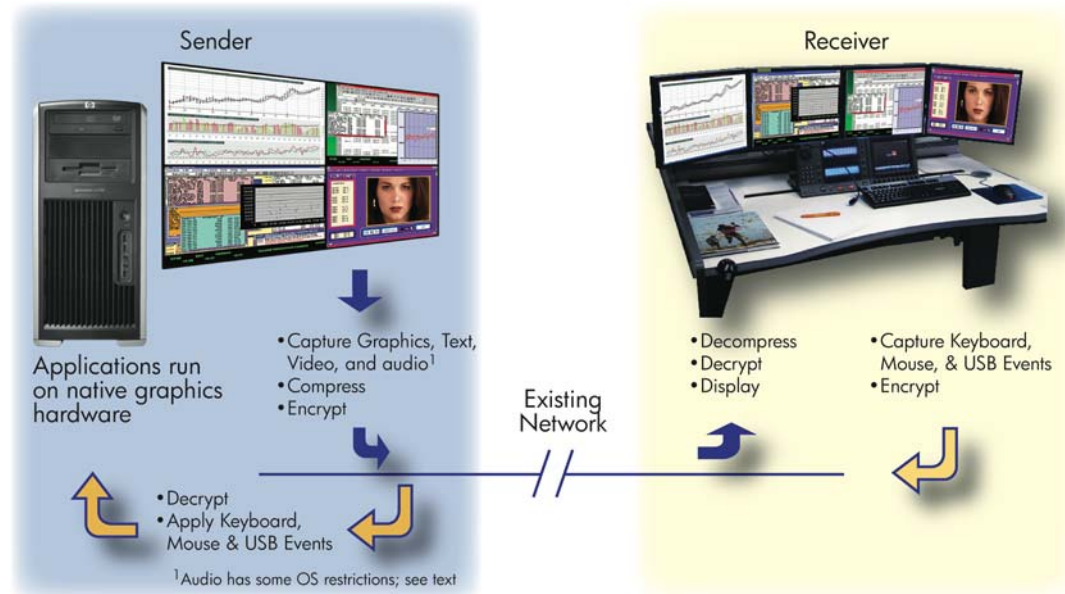 Sender
Receiver
hp
Applications run
on native graphics
hardware
• Capture Graphics, Text,
Video, and audio¹
• Compress
• Encrypt
• Decompress
• Decrypt
• Display
• Capture Keyboard,
Mouse, & USB Events
• Encrypt
Existing
Network
• Decrypt
• Apply Keyboard,
Mouse & USB Events
¹Audio has some OS restrictions; see text